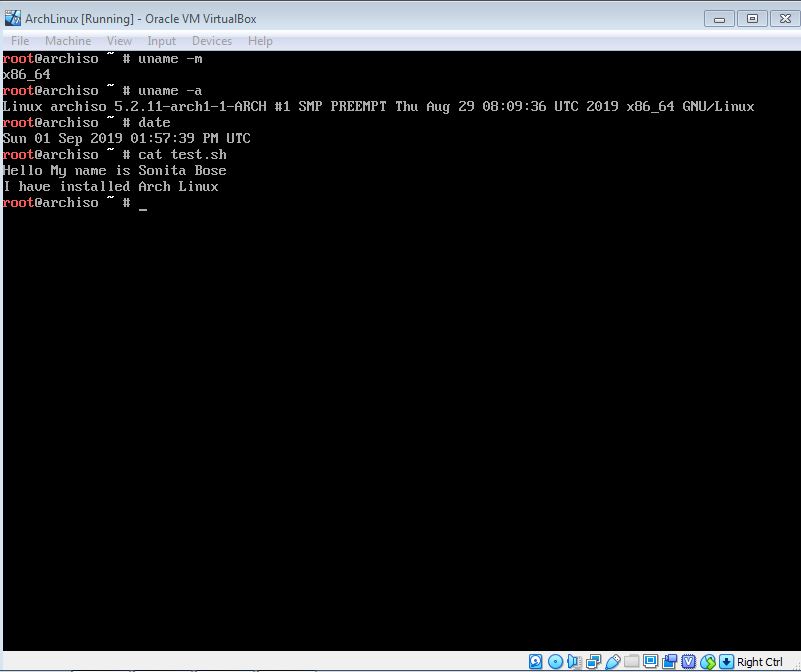 ArchLinux [Running] - Oracle VM VirtualBox
File Machine View Input Devices Help
root@archiso ~ # uname -m
x86_64
root@archiso ~ # uname -a
Linux archiso 5.2.11-arch1-1-ARCH #1 SMP PREEMPT Thu Aug 29 08:09:36 UTC 2019 x86_64 GNU/Linux
root@archiso ~ # date
Sun 01 Sep 2019 01:57:39 PM UTC
root@archiso ~ # cat test.sh
Hello My name is Sonita Bose
I have installed Arch Linux
root@archiso ~ # _
Right Ctrl